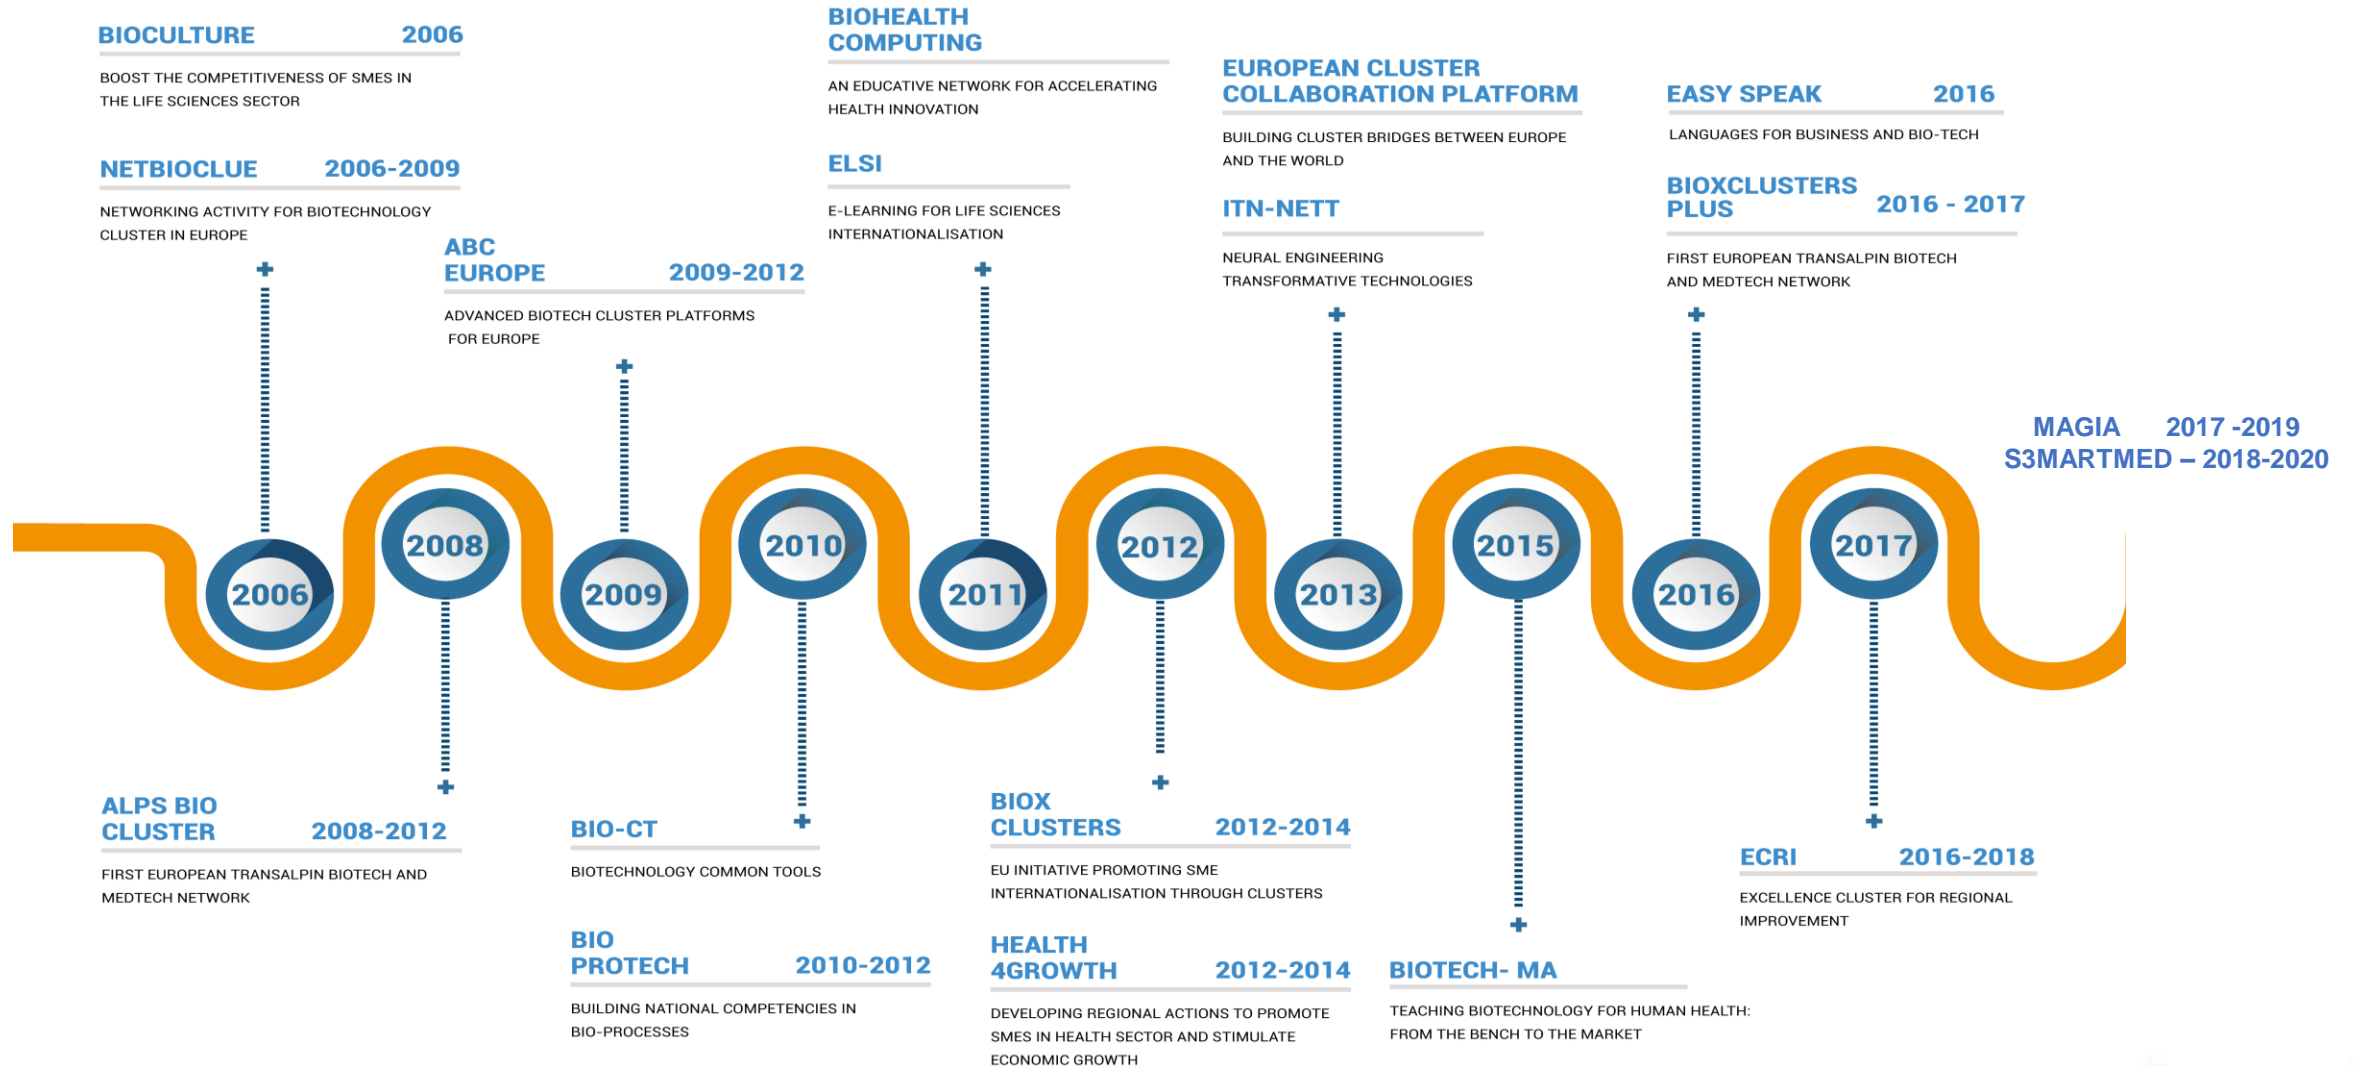 BIOCULTURE 2006
BOOST THE COMPETITIVENESS OF SMES IN
THE LIFE SCIENCES SECTOR
NETBIOCLUE 2006-2009
NETWORKING ACTIVITY FOR BIOTECHNOLOGY
CLUSTER IN EUROPE
ABC
EUROPE 2009-2012
ADVANCED BIOTECH CLUSTER PLATFORMS
FOR EUROPE
BIOHEALTH
COMPUTING
AN EDUCATIVE NETWORK FOR ACCELERATING
HEALTH INNOVATION
ELSI
E-LEARNING FOR LIFE SCIENCES
INTERNATIONALISATION
EUROPEAN CLUSTER
COLLABORATION PLATFORM
BUILDING CLUSTER BRIDGES BETWEEN EUROPE
AND THE WORLD
ITN-NETT
NEURAL ENGINEERING
TRANSFORMATIVE TECHNOLOGIES
EASY SPEAK 2016
LANGUAGES FOR BUSINESS AND BIO-TECH
BIOXCLUSTERS
PLUS 2016 - 2017
FIRST EUROPEAN TRANSALPIN BIOTECH
AND MEDTECH NETWORK
MAGIA 2017 -2019
S3MARTMED – 2018-2020
2006
2008
2009
2010
2011
2012
2013
2015
2016
2017
ALPS BIO
CLUSTER 2008-2012
FIRST EUROPEAN TRANSALPIN BIOTECH AND
MEDTECH NETWORK
BIO-CT
BIOTECHNOLOGY COMMON TOOLS
BIO
PROTECH 2010-2012
BUILDING NATIONAL COMPETENCIES IN
BIO-PROCESSES
BIOX
CLUSTERS 2012-2014
EU INITIATIVE PROMOTING SME
INTERNATIONALISATION THROUGH CLUSTERS
HEALTH
4GROWTH 2012-2014
DEVELOPING REGIONAL ACTIONS TO PROMOTE
SMES IN HEALTH SECTOR AND STIMULATE
ECONOMIC GROWTH
BIOTECH- MA
TEACHING BIOTECHNOLOGY FOR HUMAN HEALTH:
FROM THE BENCH TO THE MARKET
ECRI 2016-2018
EXCELLENCE CLUSTER FOR REGIONAL
IMPROVEMENT